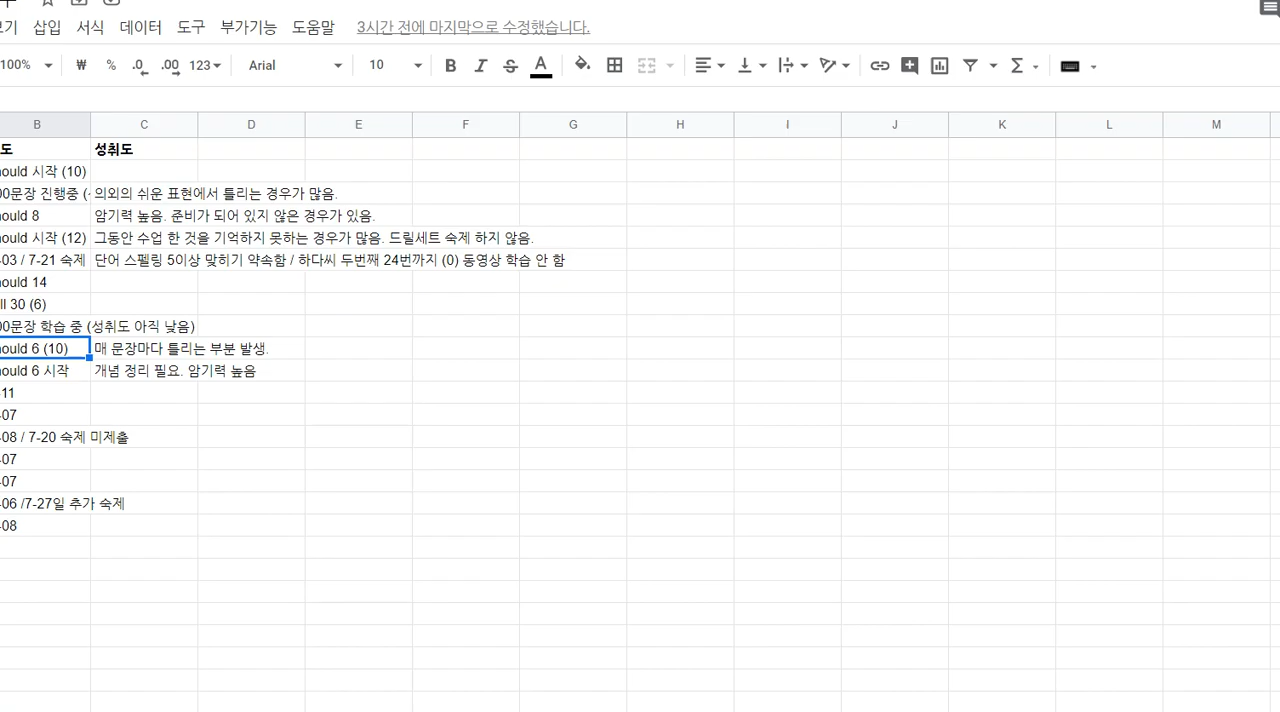 삽입 서식 데이터 도구 부가기능 도움말 3시간 전에 마지막으로 수정했습니다.
100% ₩ % .0 .00 123 Arial 10 B I S A
B C D E F G H I J K L M
도 성취도
ould 시작 (10)
00문장 진행중 ( 의외의 쉬운 표현에서 틀리는 경우가 많음.
ould 8 암기력 높음. 준비가 되어 있지 않은 경우가 있음.
ould 시작 (12) 그동안 수업 한 것을 기억하지 못하는 경우가 많음. 드릴세트 숙제 하지 않음.
-03 / 7-21 숙제 단어 스펠링 5이상 맞히기 약속함 / 하다씨 두번째 24번까지 (0) 동영상 학습 안 함
ould 14
ll 30 (6)
00문장 학습 중 (성취도 아직 낮음)
ould 6 (10) 매 문장마다 틀리는 부분 발생.
ould 6 시작 개념 정리 필요. 암기력 높음
-11
-07
-08 / 7-20 숙제 미제출
-07
-07
-06 /7-27일 추가 숙제
-08